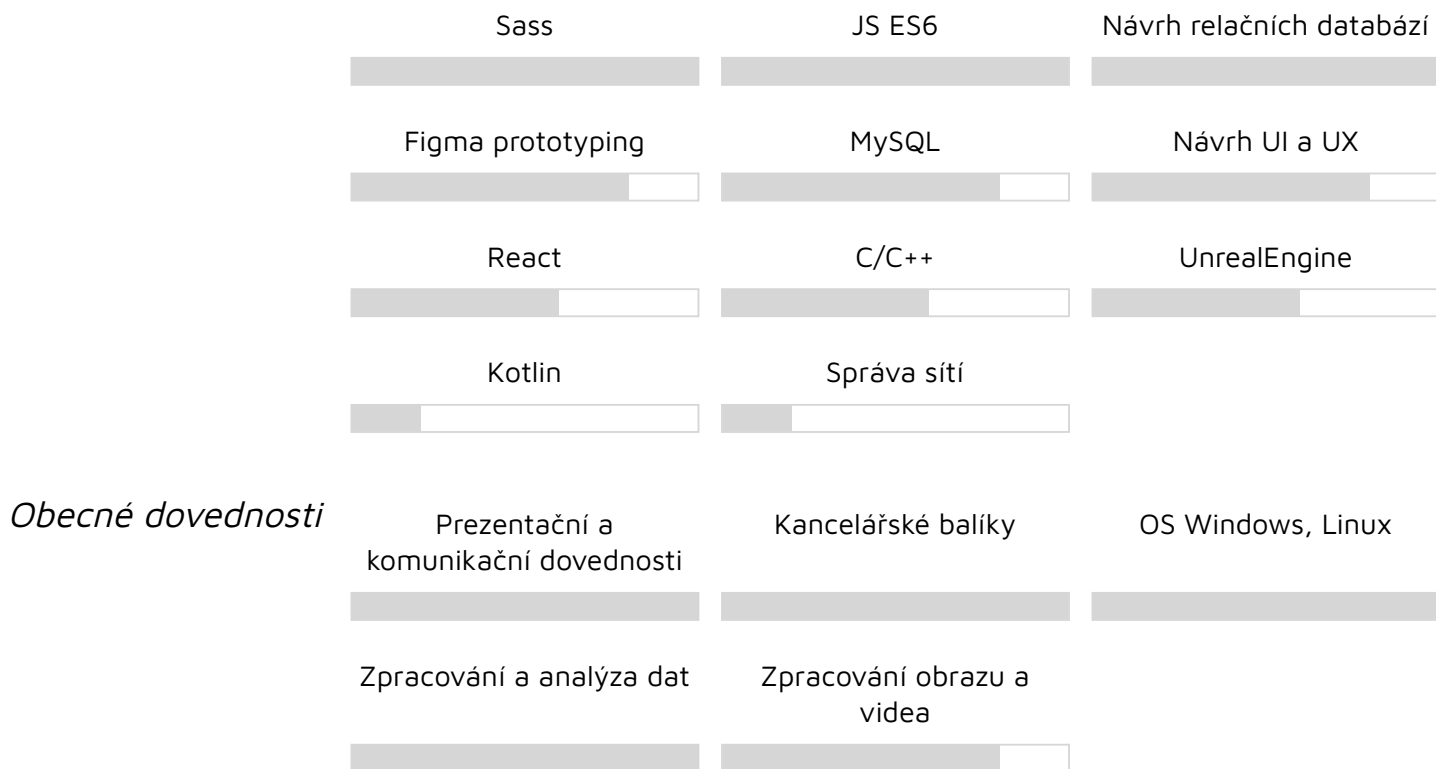 Sass
JS ES6
Návrh relačních databází
Figma prototyping
MySQL
Návrh UI a UX
React
C/C++
UnrealEngine
Kotlin
Správa sítí
Obecné dovednosti
Prezentační a
komunikační dovednosti
Kancelářské balíky
OS Windows, Linux
Zpracování a analýza dat
Zpracování obrazu a
videa